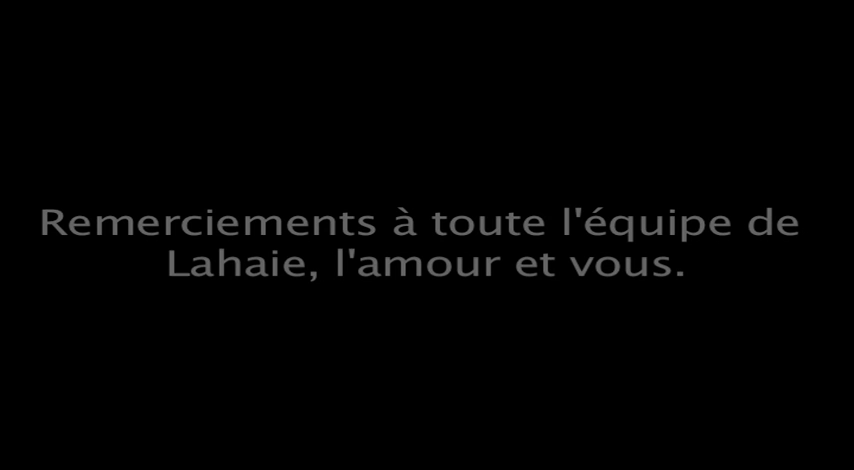 Remerciements à toute l'équipe de
Lahaie, l'amour et vous.